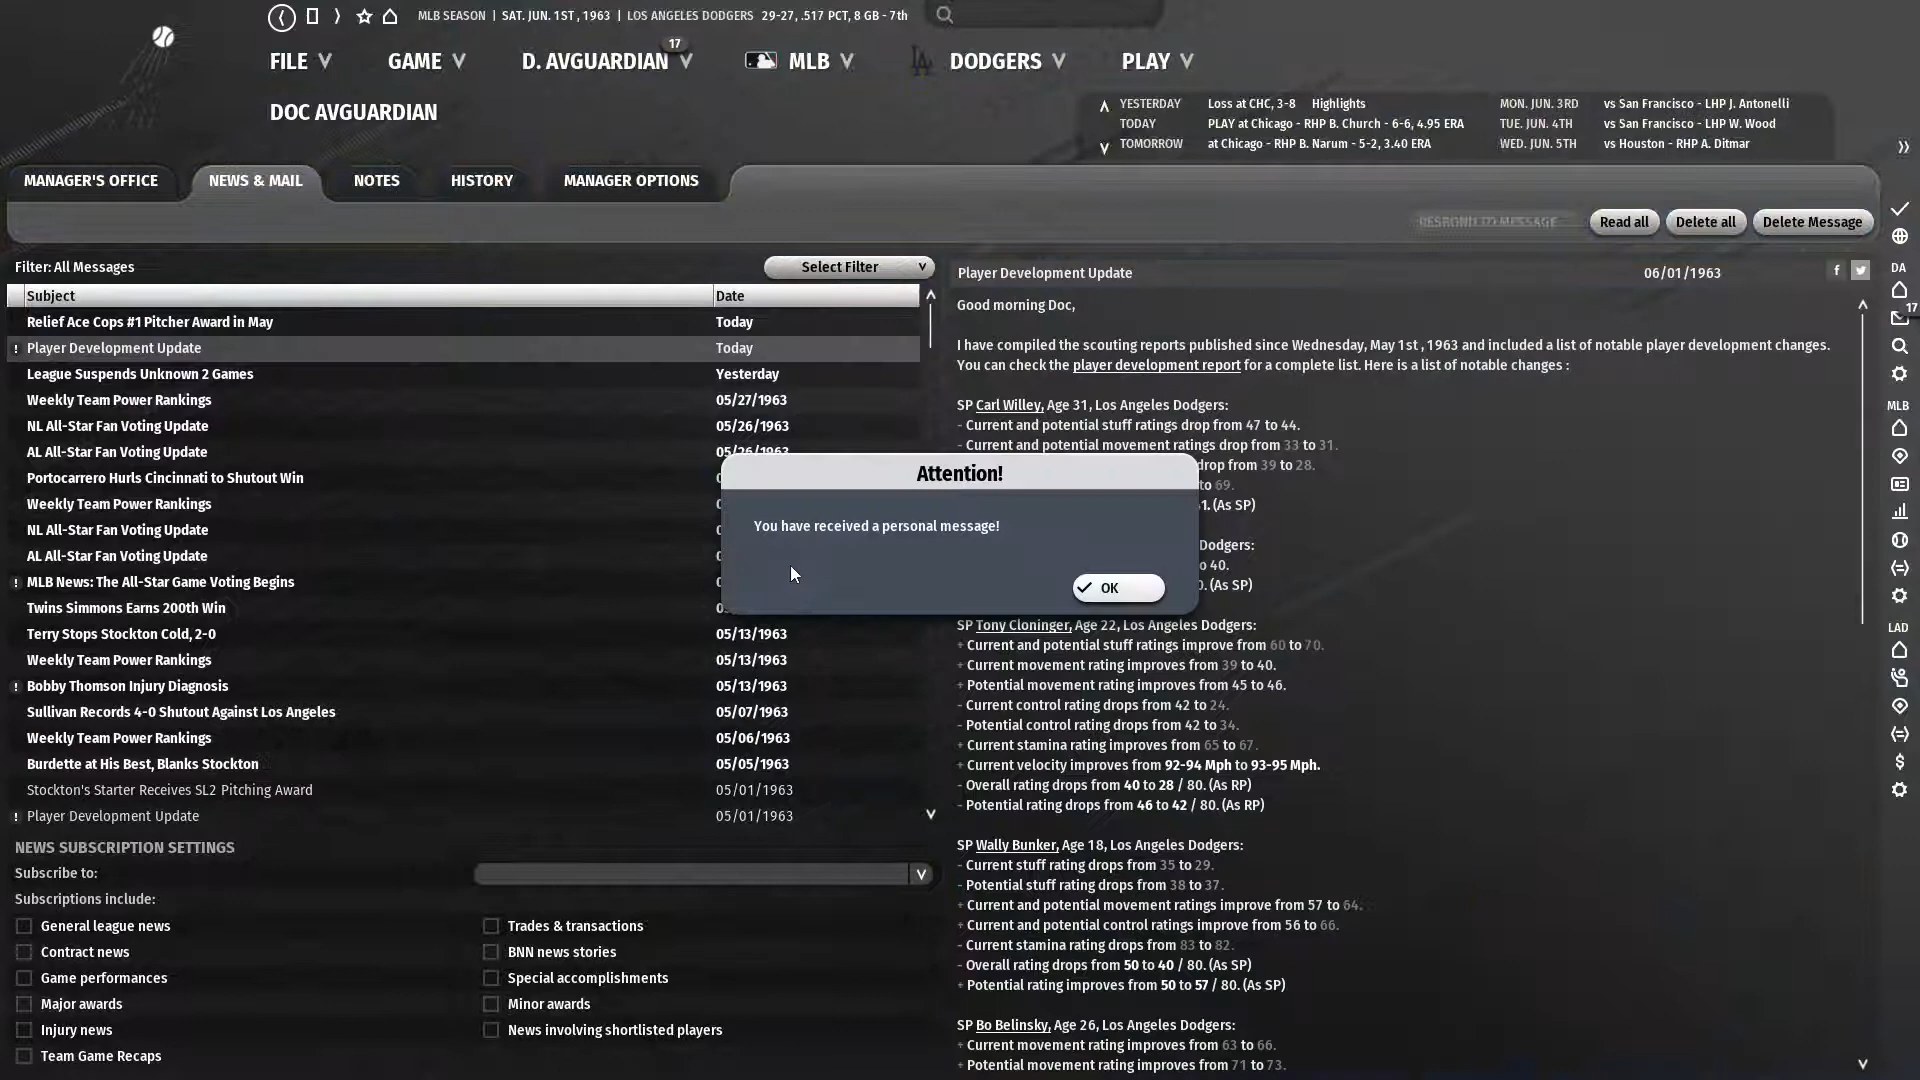 MLB SEASON | SAT. JUN. 1ST , 1963 | LOS ANGELES DODGERS 29-27, .517 PCT, 8 GB - 7th
17
FILE GAME D. AVGUARDIAN MLB DODGERS PLAY
DOC AVGUARDIAN
YESTERDAY Loss at CHC, 3-8 Highlights MON. JUN. 3RD vs San Francisco - LHP J. Antonelli
TODAY PLAY at Chicago - RHP B. Church - 6-6, 4.95 ERA TUE. JUN. 4TH vs San Francisco - LHP W. Wood
TOMORROW at Chicago - RHP B. Narum - 5-2, 3.40 ERA WED. JUN. 5TH vs Houston - RHP A. Ditmar
MANAGER'S OFFICE NEWS & MAIL NOTES HISTORY MANAGER OPTIONS
RESPOND TO MESSAGE Read all Delete all Delete Message
Filter: All Messages Select Filter
Subject Date
Relief Ace Cops #1 Pitcher Award in May Today
! Player Development Update Today
League Suspends Unknown 2 Games Yesterday
Weekly Team Power Rankings 05/27/1963
NL All-Star Fan Voting Update 05/26/1963
AL All-Star Fan Voting Update 05/26/1963
Portocarrero Hurls Cincinnati to Shutout Win
Weekly Team Power Rankings
NL All-Star Fan Voting Update
AL All-Star Fan Voting Update
! MLB News: The All-Star Game Voting Begins
Twins Simmons Earns 200th Win
Terry Stops Stockton Cold, 2-0 05/13/1963
Weekly Team Power Rankings 05/13/1963
! Bobby Thomson Injury Diagnosis 05/13/1963
Sullivan Records 4-0 Shutout Against Los Angeles 05/07/1963
Weekly Team Power Rankings 05/06/1963
Burdette at His Best, Blanks Stockton 05/05/1963
Stockton's Starter Receives SL2 Pitching Award 05/01/1963
! Player Development Update 05/01/1963
NEWS SUBSCRIPTION SETTINGS
Subscribe to:
Subscriptions include:
General league news Trades & transactions
Contract news BNN news stories
Game performances Special accomplishments
Major awards Minor awards
Injury news News involving shortlisted players
Team Game Recaps
Attention!
You have received a personal message!
OK
Player Development Update 06/01/1963
Good morning Doc,
I have compiled the scouting reports published since Wednesday, May 1st , 1963 and included a list of notable player development changes.
You can check the player development report for a complete list. Here is a list of notable changes :
SP Carl Willey, Age 31, Los Angeles Dodgers:
- Current and potential stuff ratings drop from 47 to 44.
- Current and potential movement ratings drop from 33 to 31.
drop from 39 to 28.
to 69.
1. (As SP)
Dodgers:
o 40.
). (As SP)
SP Tony Cloninger, Age 22, Los Angeles Dodgers:
+ Current and potential stuff ratings improve from 60 to 70.
+ Current movement rating improves from 39 to 40.
+ Potential movement rating improves from 45 to 46.
- Current control rating drops from 42 to 24.
- Potential control rating drops from 42 to 34.
+ Current stamina rating improves from 65 to 67.
+ Current velocity improves from 92-94 Mph to 93-95 Mph.
- Overall rating drops from 40 to 28 / 80. (As RP)
- Potential rating drops from 46 to 42 / 80. (As RP)
SP Wally Bunker, Age 18, Los Angeles Dodgers:
- Current stuff rating drops from 35 to 29.
- Potential stuff rating drops from 38 to 37.
+ Current and potential movement ratings improve from 57 to 64.
+ Current and potential control ratings improve from 56 to 66.
- Current stamina rating drops from 83 to 82.
- Overall rating drops from 50 to 40 / 80. (As SP)
+ Potential rating improves from 50 to 57 / 80. (As SP)
SP Bo Belinsky, Age 26, Los Angeles Dodgers:
+ Current movement rating improves from 63 to 66.
+ Potential movement rating improves from 71 to 73.
DA
17
MLB
LAD